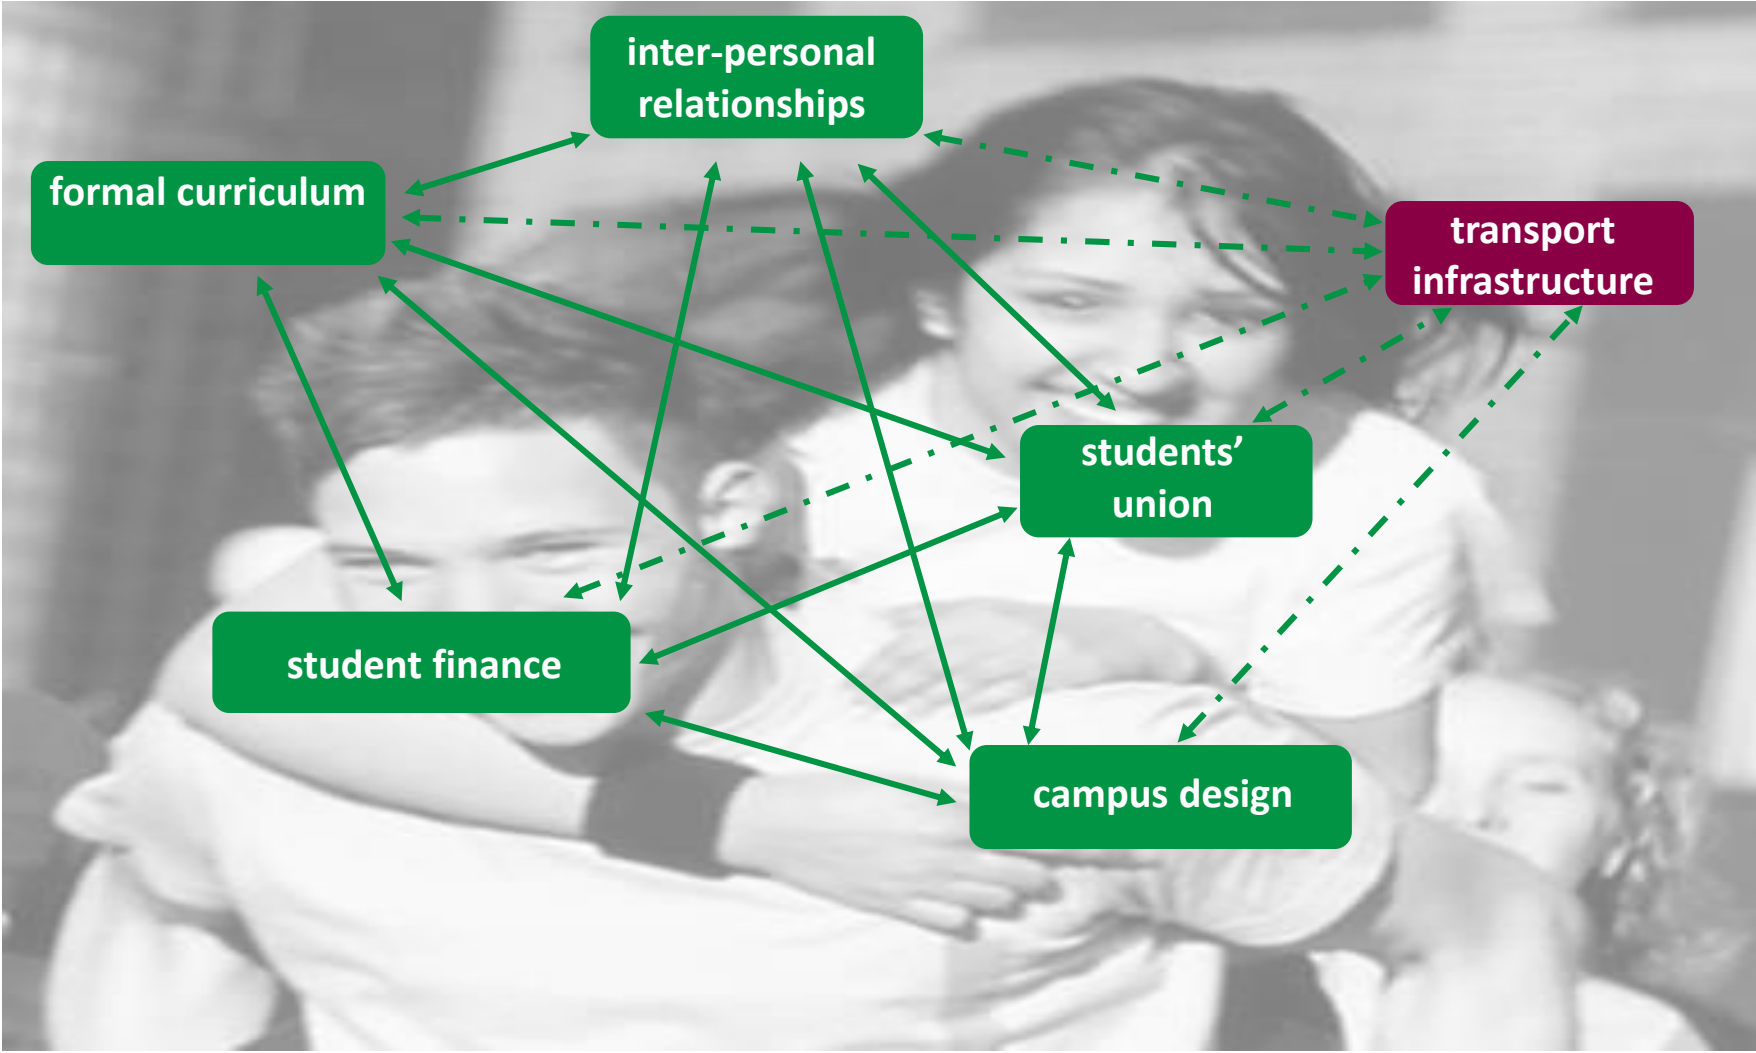 inter-personal
relationships
formal curriculum
transport
infrastructure
students’
union
student finance
campus design